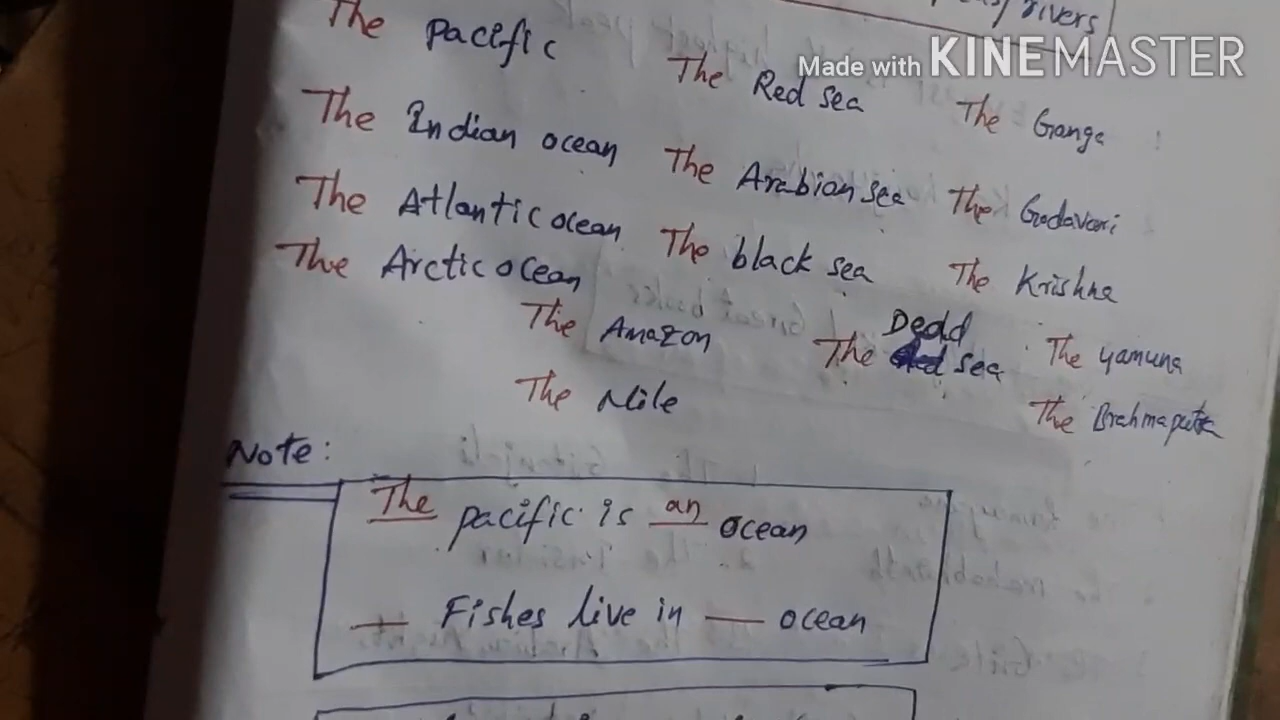 rivers
Made with KINEMASTER
The pacific
The Red sea
The Ganga
The Indian ocean
The Arabian sea
The Godavari
The Atlantic ocean
The black sea
The Krishna
The Arctic ocean
The Amazon
The Dedd sea
The yamuna
The Nile
The Brahmaputra
Note:
The pacific is an ocean
Fishes live in ocean